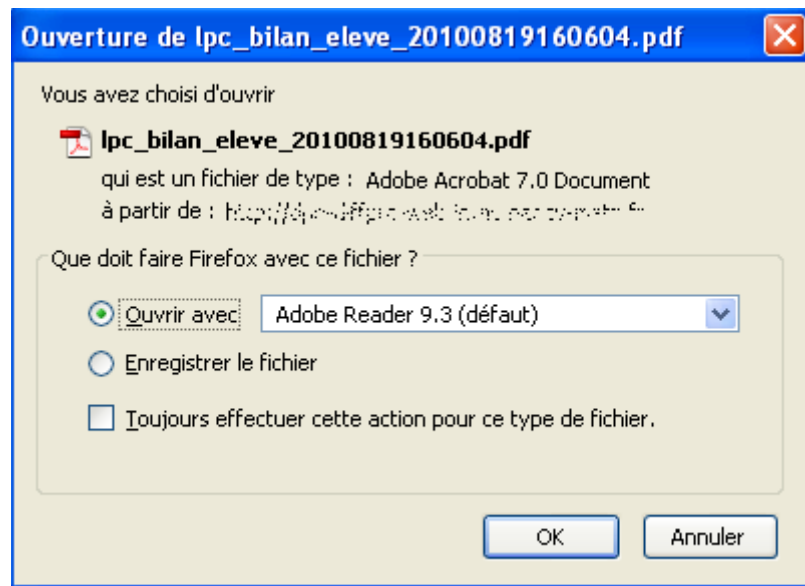 Ouverture de lpc_bilan_eleve_20100819160604.pdf
Vous avez choisi d'ouvrir
lpc_bilan_eleve_20100819160604.pdf
qui est un fichier de type : Adobe Acrobat 7.0 Document
à partir de :
Que doit faire Firefox avec ce fichier ?
Ouvrir avec Adobe Reader 9.3 (défaut)
Enregistrer le fichier
Toujours effectuer cette action pour ce type de fichier.
OK Annuler